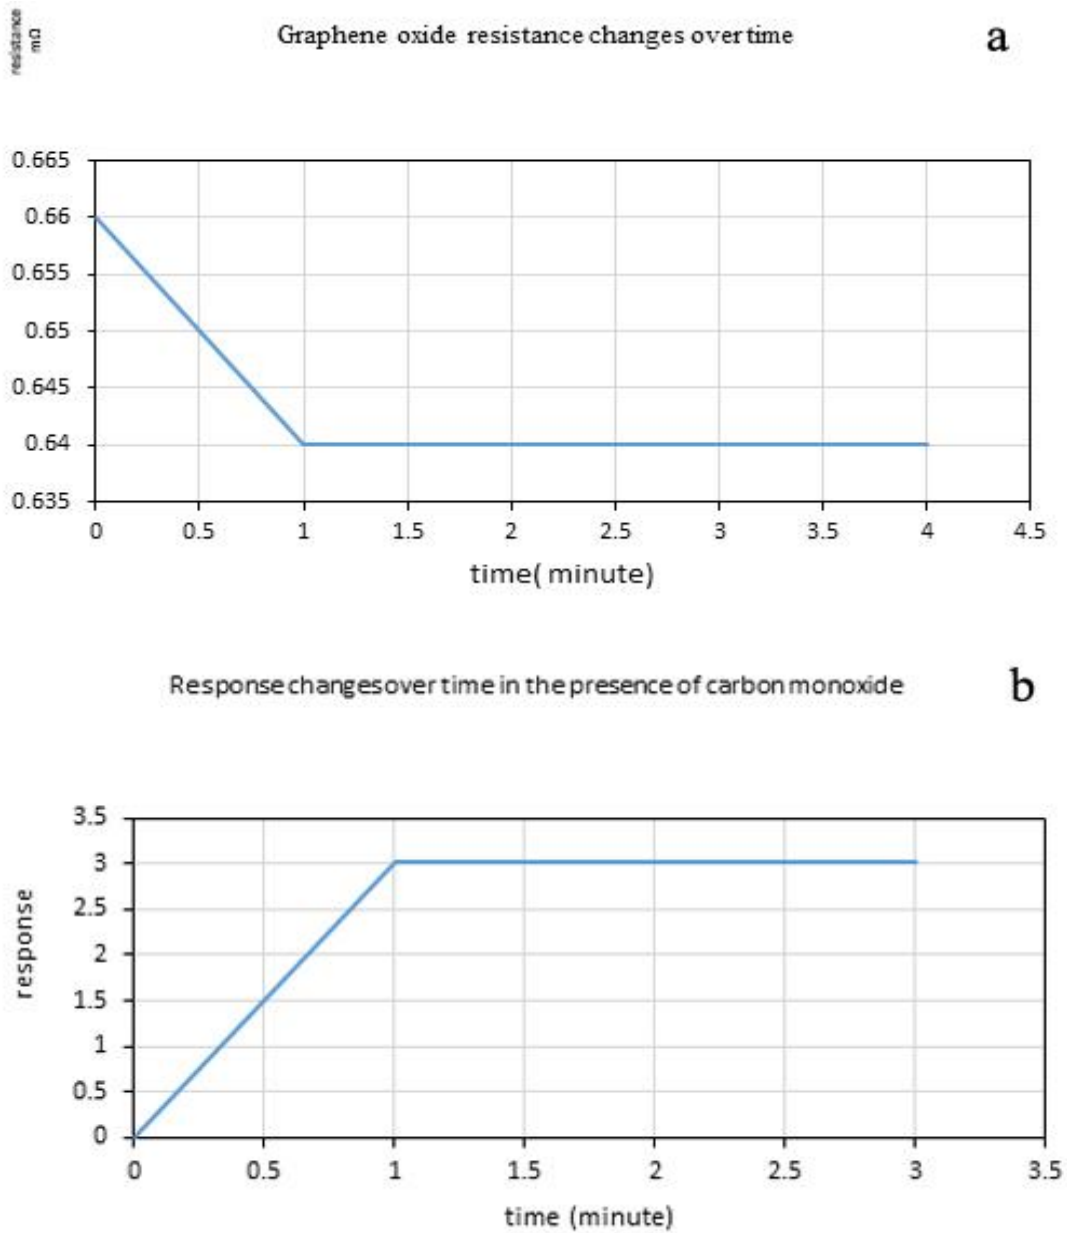 resistance
mΩ
Graphene oxide resistance changes over time
a
0.665
0.66
0.655
0.65
0.645
0.64
0.635
0 0.5 1 1.5 2 2.5 3 3.5 4 4.5
time( minute)
Response changes over time in the presence of carbon monoxide
b
3.5
3
2.5
2
1.5
1
0.5
0
response
0 0.5 1 1.5 2 2.5 3 3.5
time (minute)